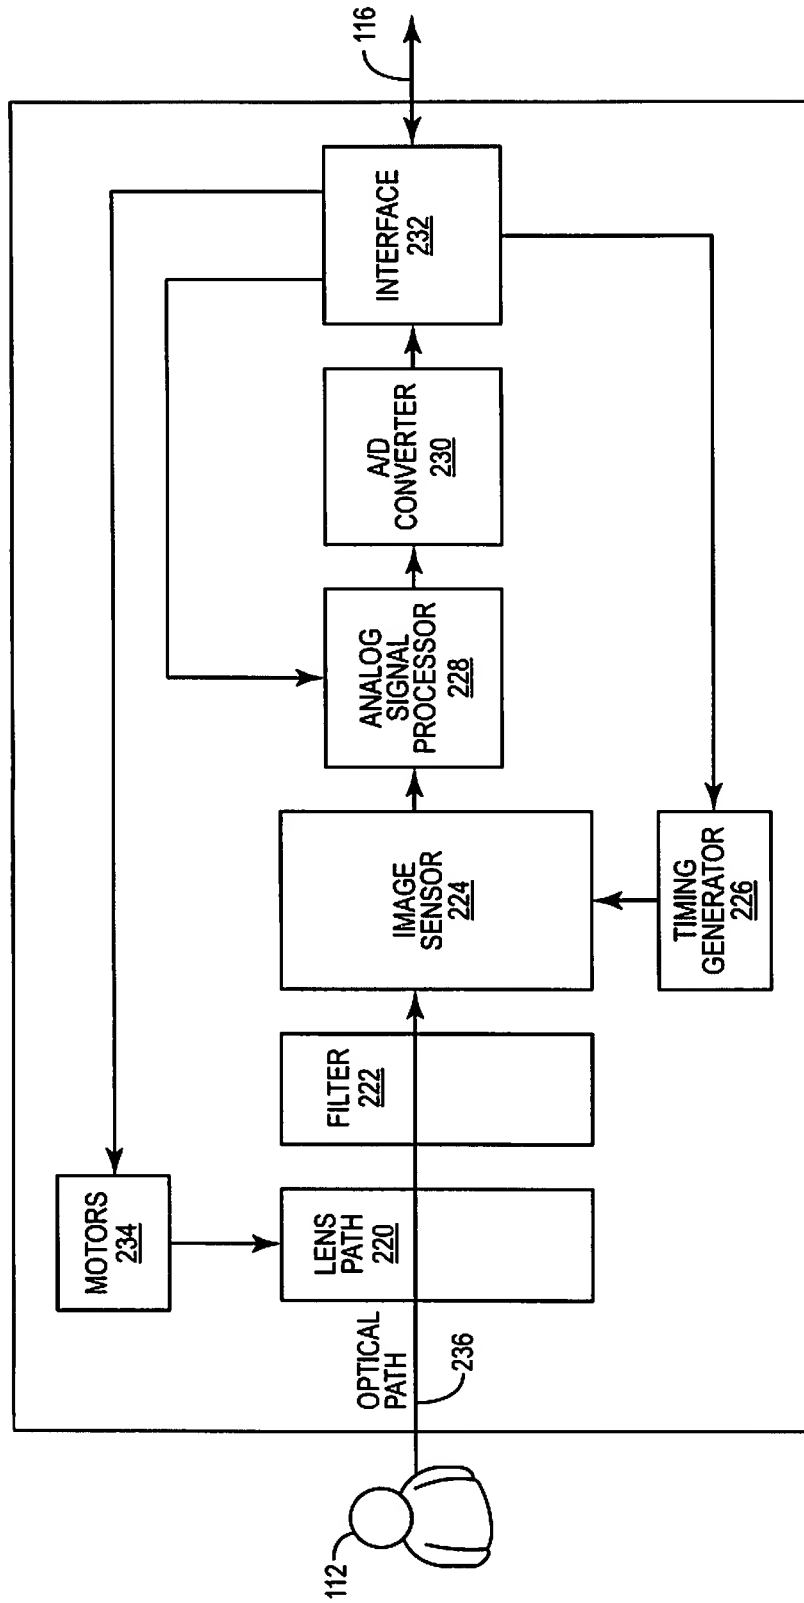 112
OPTICAL
PATH
236
MOTORS
234
LENS
PATH
220
FILTER
222
IMAGE
SENSOR
224
TIMING
GENERATOR
226
ANALOG
SIGNAL
PROCESSOR
228
A/D
CONVERTER
230
INTERFACE
232
116